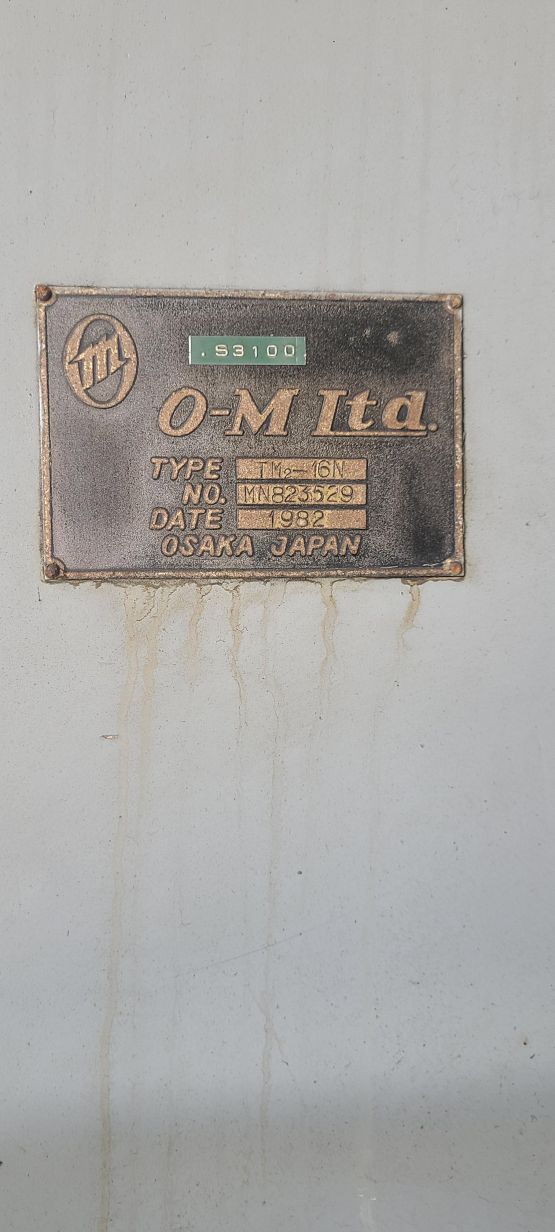 .S3100.
O-M Ltd.
TYPE TM₂-16N
NO. MN823529
DATE 1982
OSAKA JAPAN